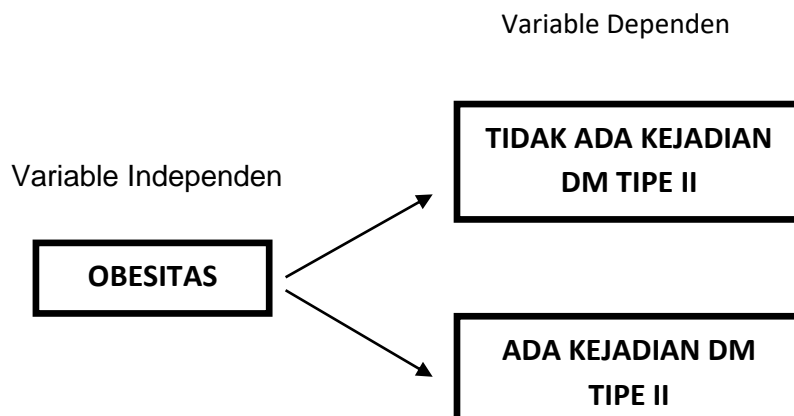 Variable Dependen
TIDAK ADA KEJADIAN
DM TIPE II
Variable Independen
OBESITAS
ADA KEJADIAN DM
TIPE II